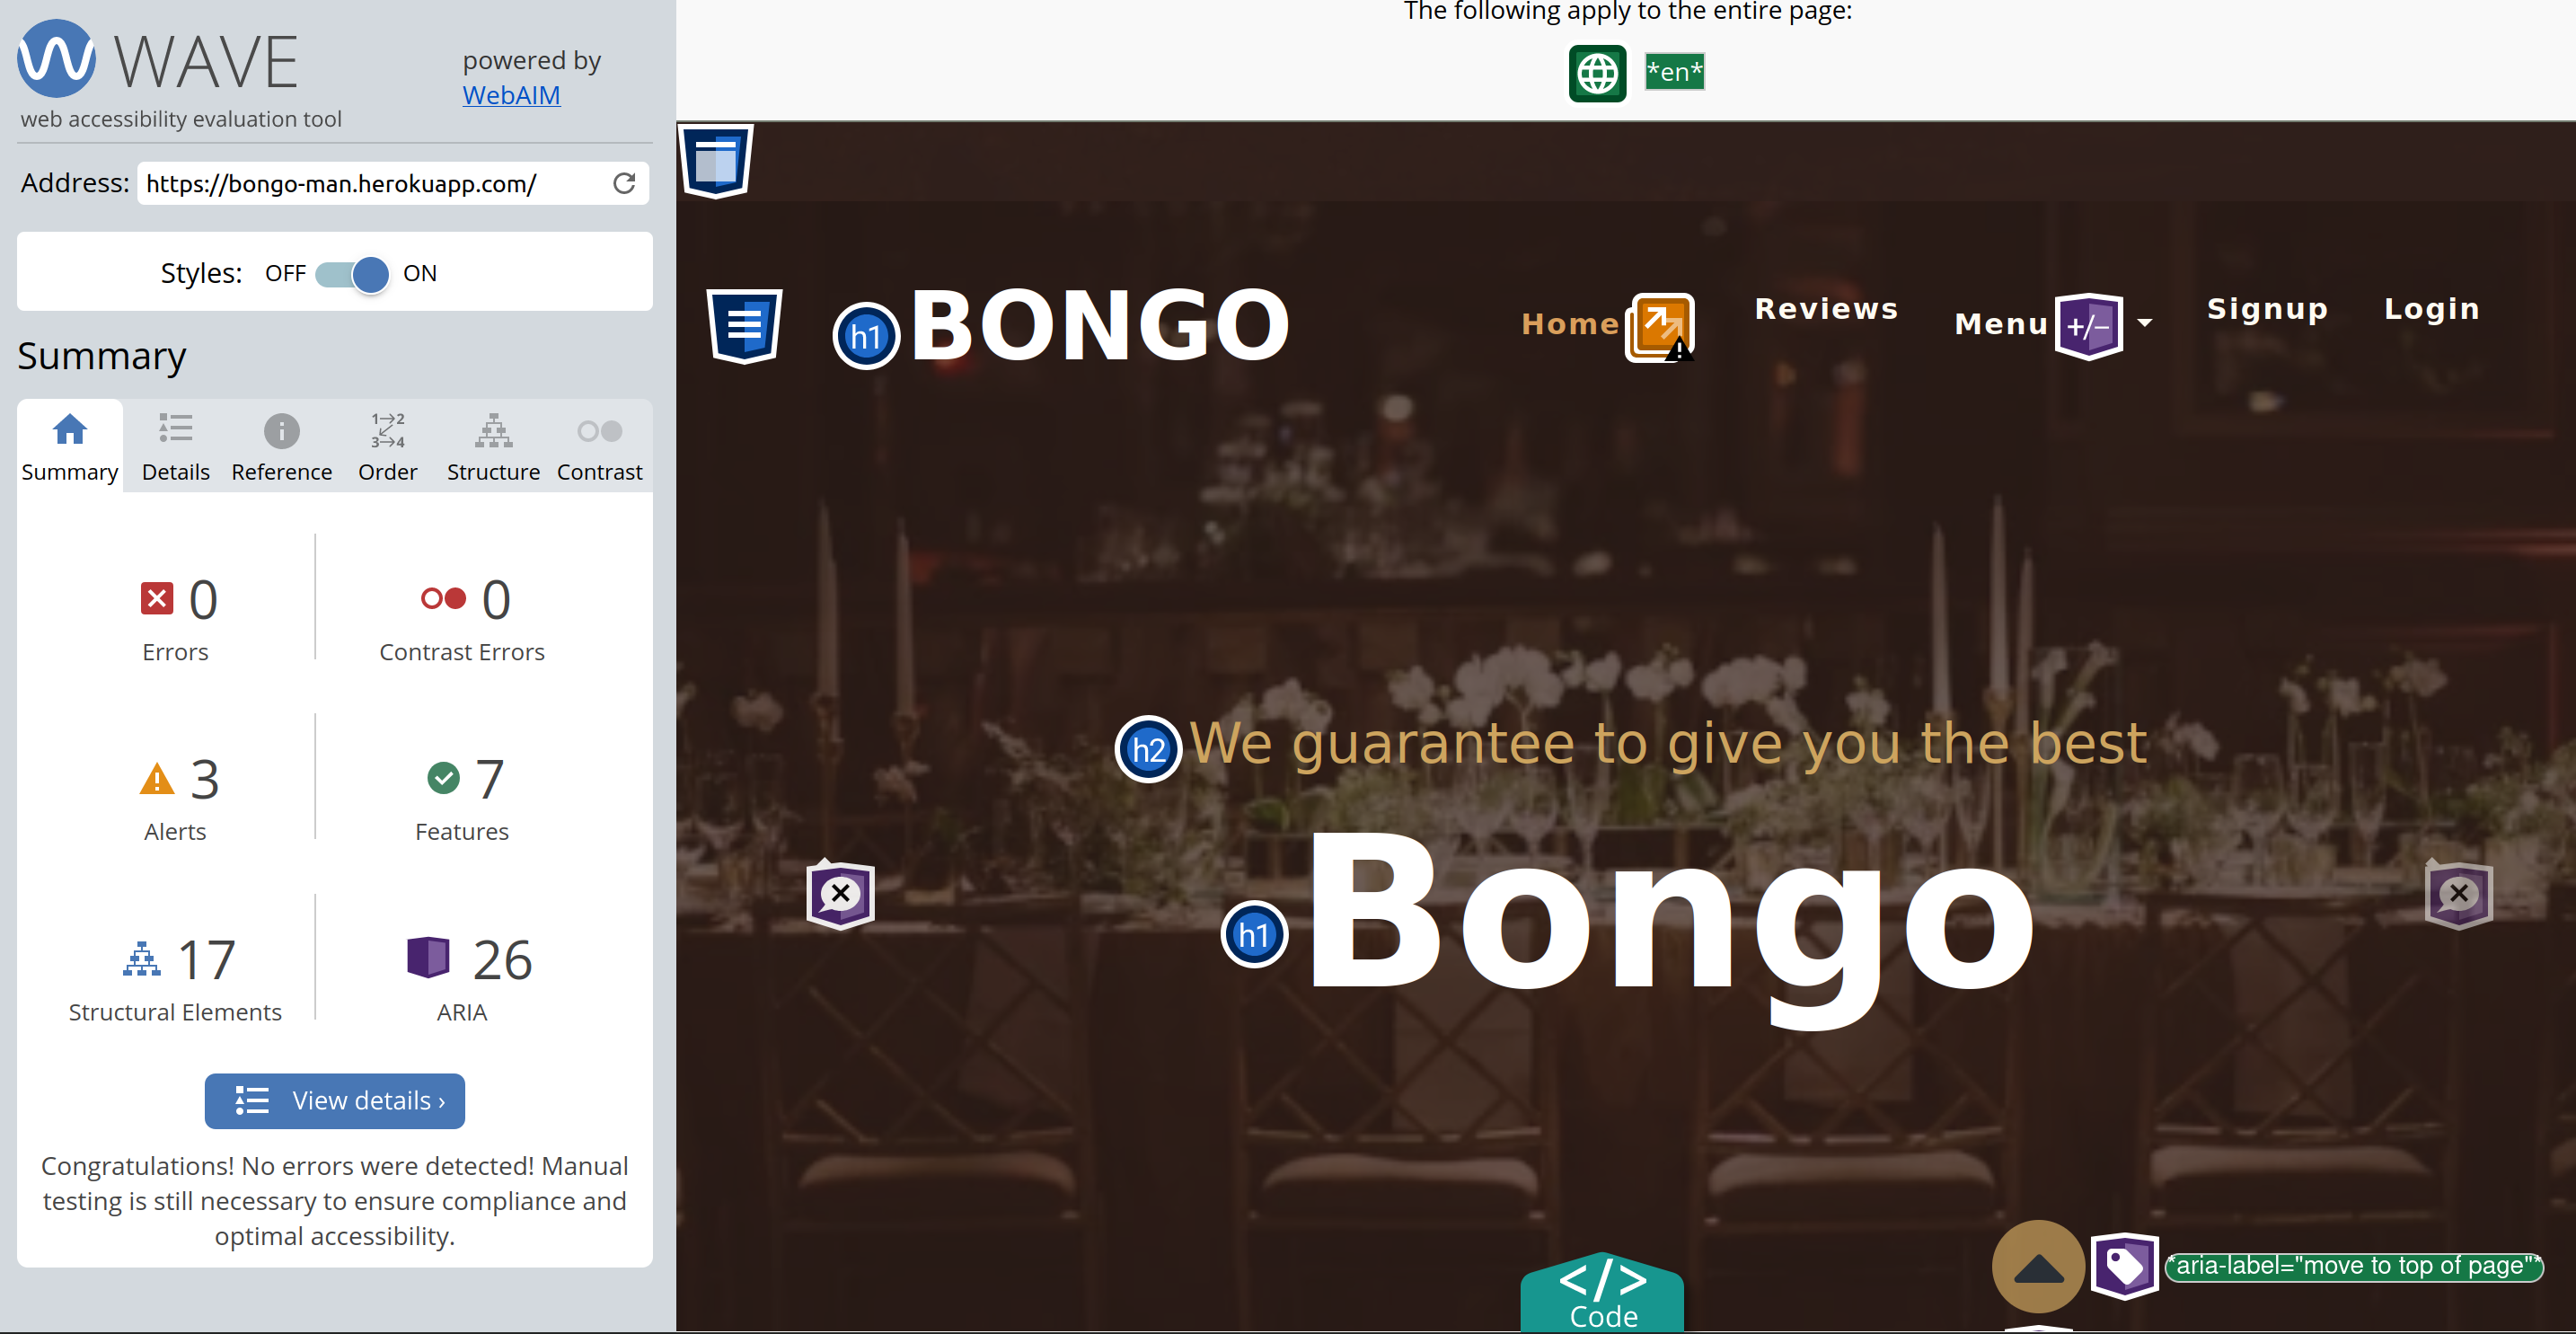 WAVE
powered by
WebAIM
web accessibility evaluation tool
Address: https://bongo-man.herokuapp.com/
Styles: OFF ON
Summary
1 2
3 4
Summary Details Reference Order Structure Contrast
0 0
Errors Contrast Errors
3 7
Alerts Features
17 26
Structural Elements ARIA
View details ›
Congratulations! No errors were detected! Manual
testing is still necessary to ensure compliance and
optimal accessibility.
The following apply to the entire page:
*en*
h1 BONGO Home Reviews Menu +/− Signup Login
h2 We guarantee to give you the best
h1 Bongo
*aria-label="move to top of page"*
</>
Code